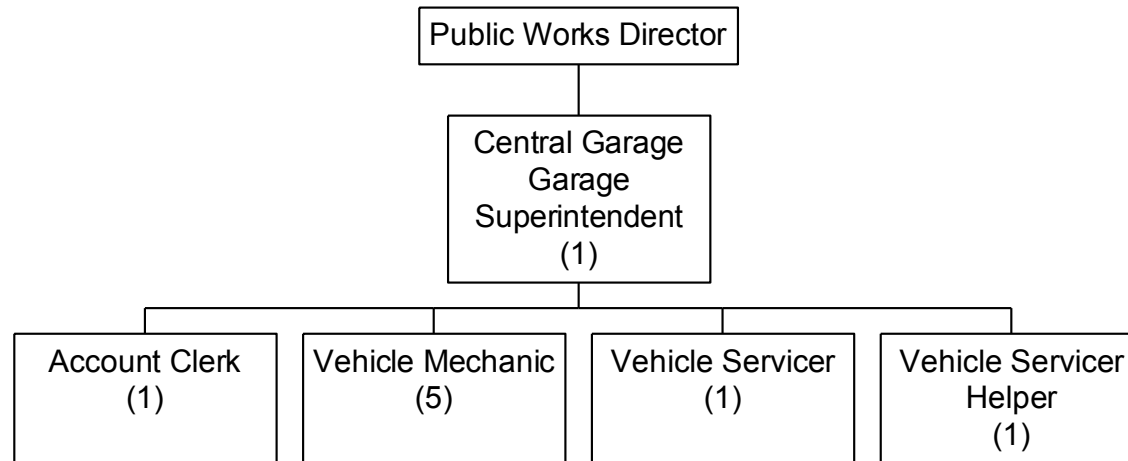 Public Works Director
Central Garage
Garage
Superintendent
(1)
Account Clerk
(1)
Vehicle Mechanic
(5)
Vehicle Servicer
(1)
Vehicle Servicer
Helper
(1)